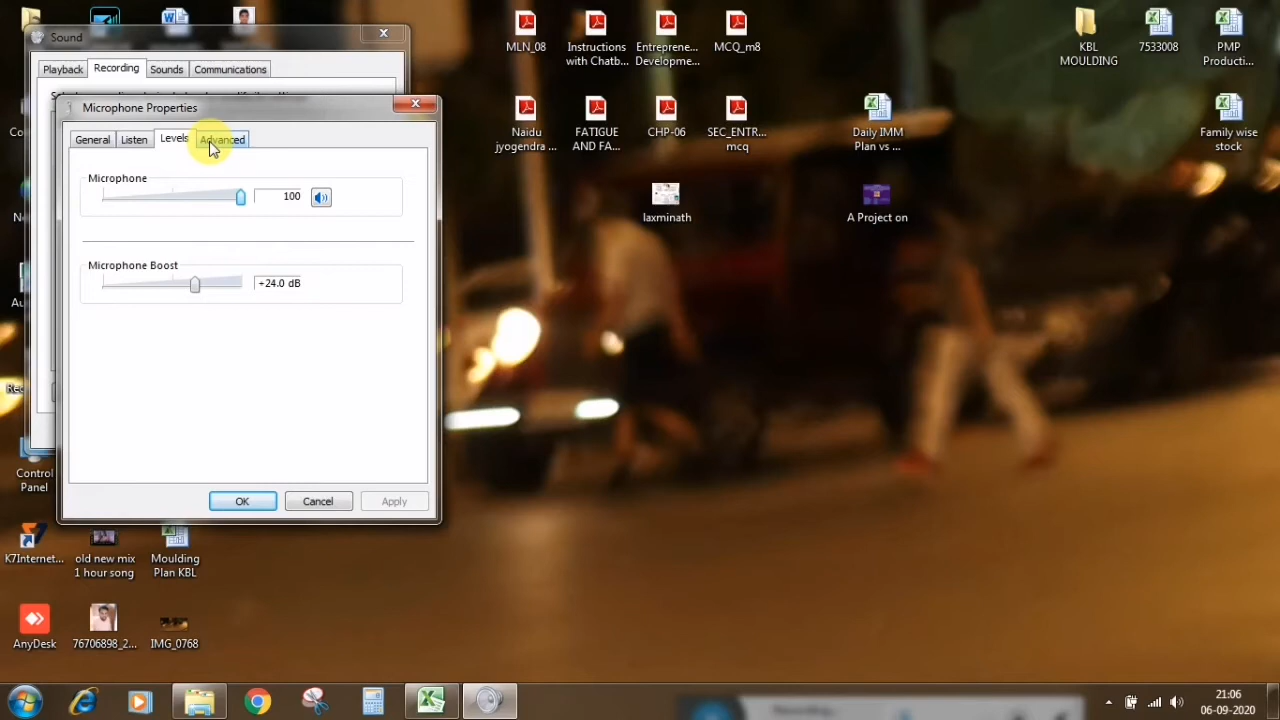 Sound
Playback
Recording
Sounds
Communications
Microphone Properties
General
Listen
Levels
Advanced
Microphone
100
Microphone Boost
+24.0 dB
OK
Cancel
Apply
MLN_08
Instructions
with Chatb...
Entreprene...
Developme...
MCQ_m8
KBL
MOULDING
7533008
PMP
Producti...
Naidu
jyogendra ...
FATIGUE
AND FA...
CHP-06
SEC_ENTR...
mcq
Daily IMM
Plan vs ...
Family wise
stock
laxminath
A Project on
Control
Panel
K7Internet...
old new mix
1 hour song
Moulding
Plan KBL
AnyDesk
76706898_2...
IMG_0768
Recording...
21:06
06-09-2020